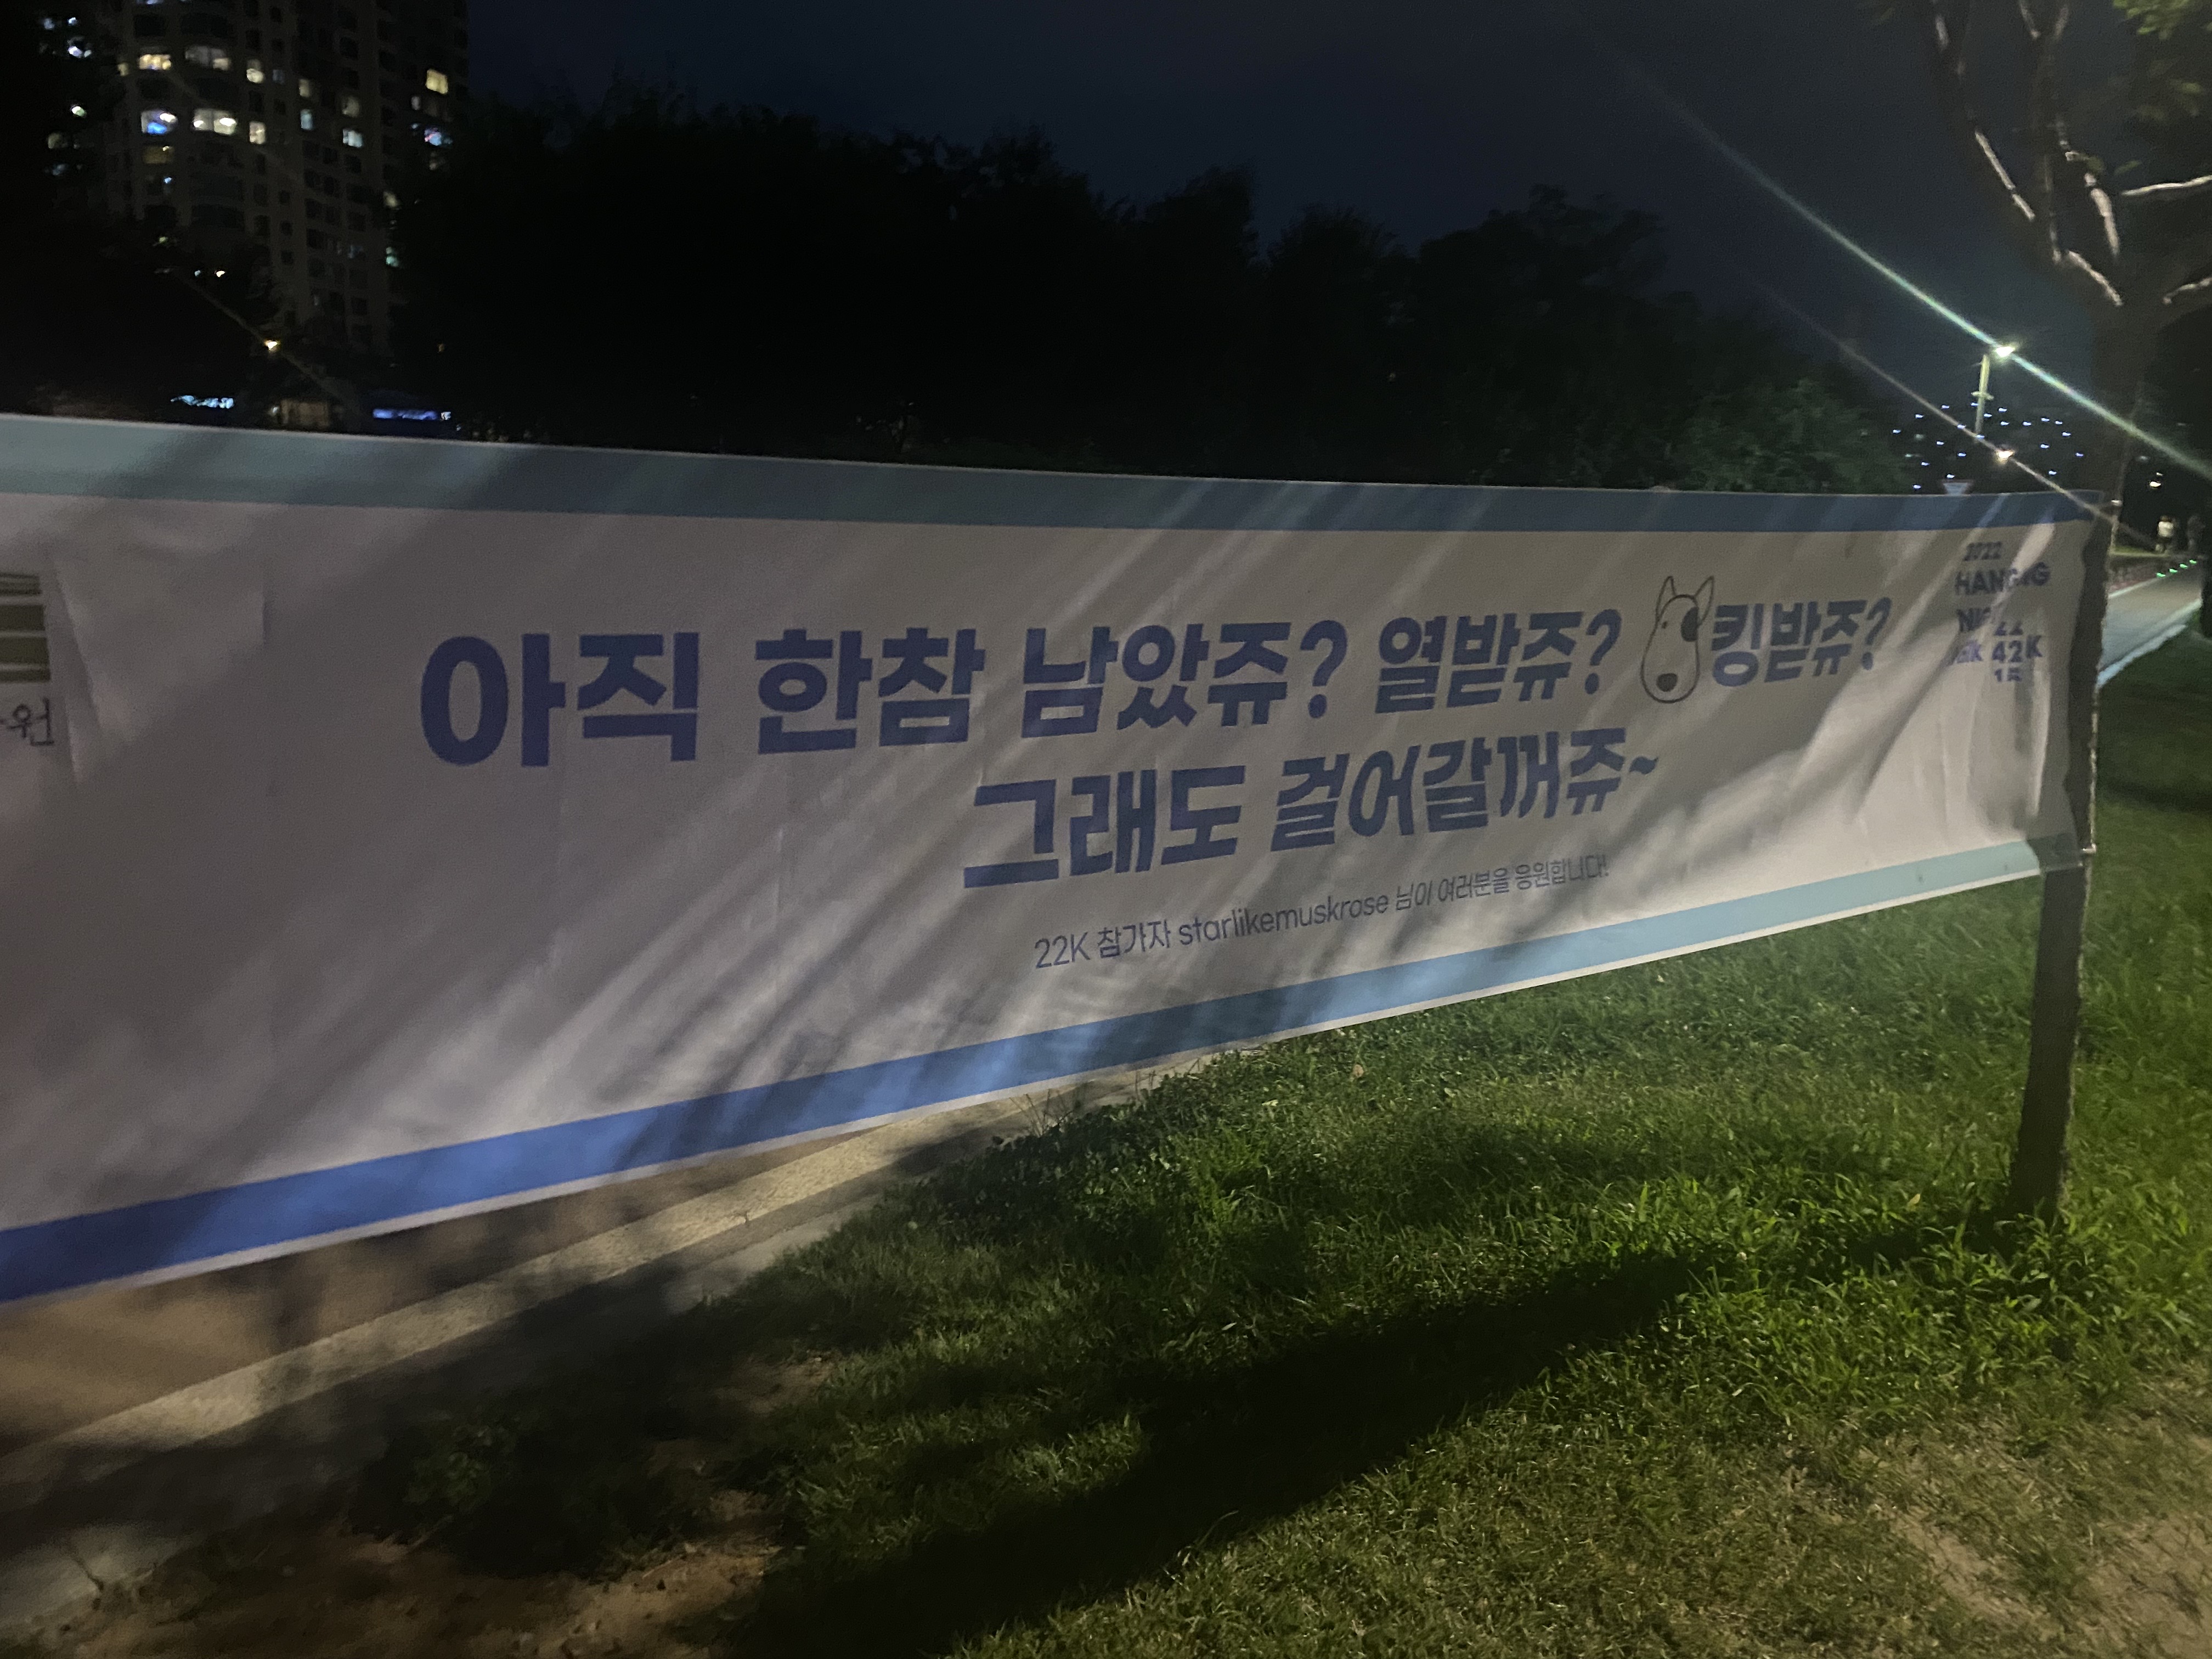 아직 한참 남았쥬? 열받쥬? 킹받쥬?
그래도 걸어갈꺼쥬~
22K 참가자 starlikemuskrose 님이 여러분을 응원합니다!
2022
42K